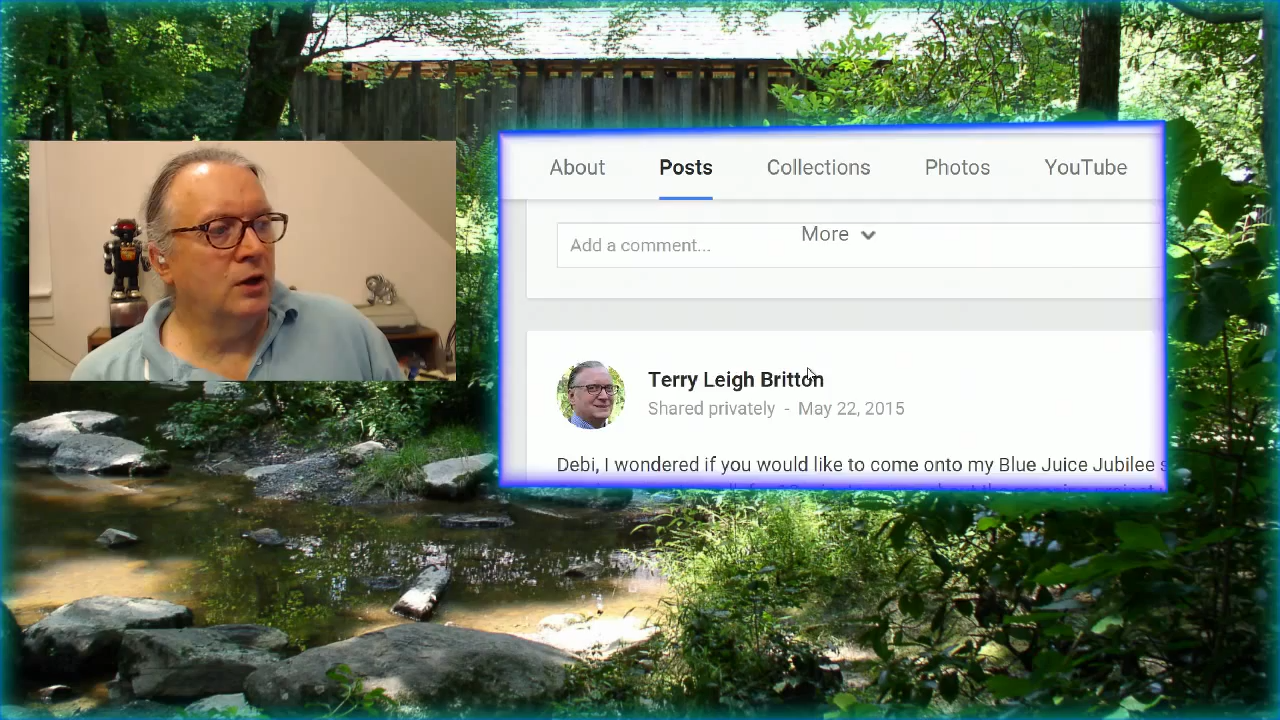 About Posts Collections Photos YouTube
Add a comment... More
Terry Leigh Britton
Shared privately - May 22, 2015
Debi, I wondered if you would like to come onto my Blue Juice Jubilee s